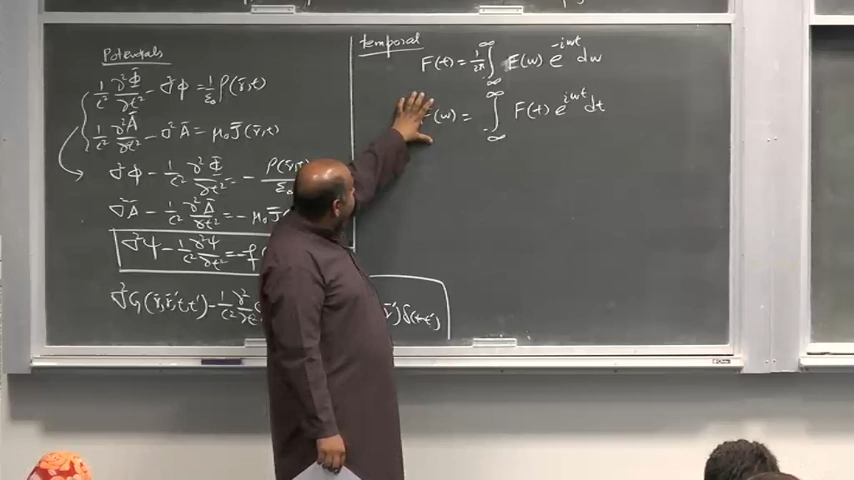 Potentials
1/c² ∂²Φ/∂t² - ∇²Φ = 1/ε₀ ρ(r̄,t)
1/c² ∂²Ā/∂t² - ∇²Ā = μ₀ J̄(r̄,t)
∇²Φ - 1/c² ∂²Φ/∂t² = - ρ(r̄,t)/ε₀
∇²Ā - 1/c² ∂²Ā/∂t² = - μ₀ J̄
∇²Ψ - 1/c² ∂²Ψ/∂t² = - f
∇²G(r̄,r̄′,t,t′) - 1/c² ∂²/∂t² r̄′) δ(t-t′)
temporal
F(t) = 1/2π ∫_{-∞}^{∞} F(ω) e^{-iωt} dω
(ω) = ∫_{-∞}^{∞} F(t) e^{iωt} dt